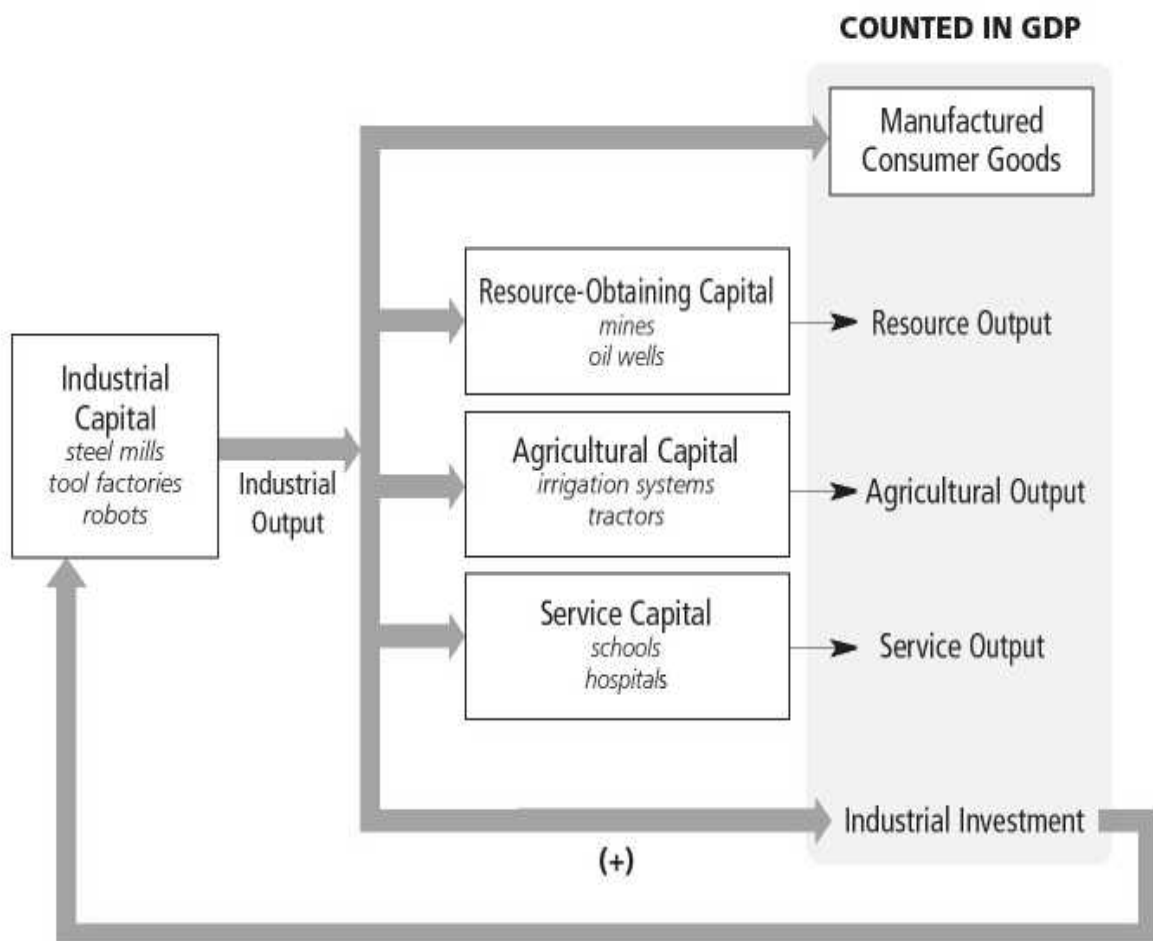 COUNTED IN GDP
Manufactured
Consumer Goods
Resource-Obtaining Capital
mines
oil wells
Resource Output
Industrial
Capital
steel mills
tool factories
robots
Industrial
Output
Agricultural Capital
irrigation systems
tractors
Agricultural Output
Service Capital
schools
hospitals
Service Output
Industrial Investment
(+)